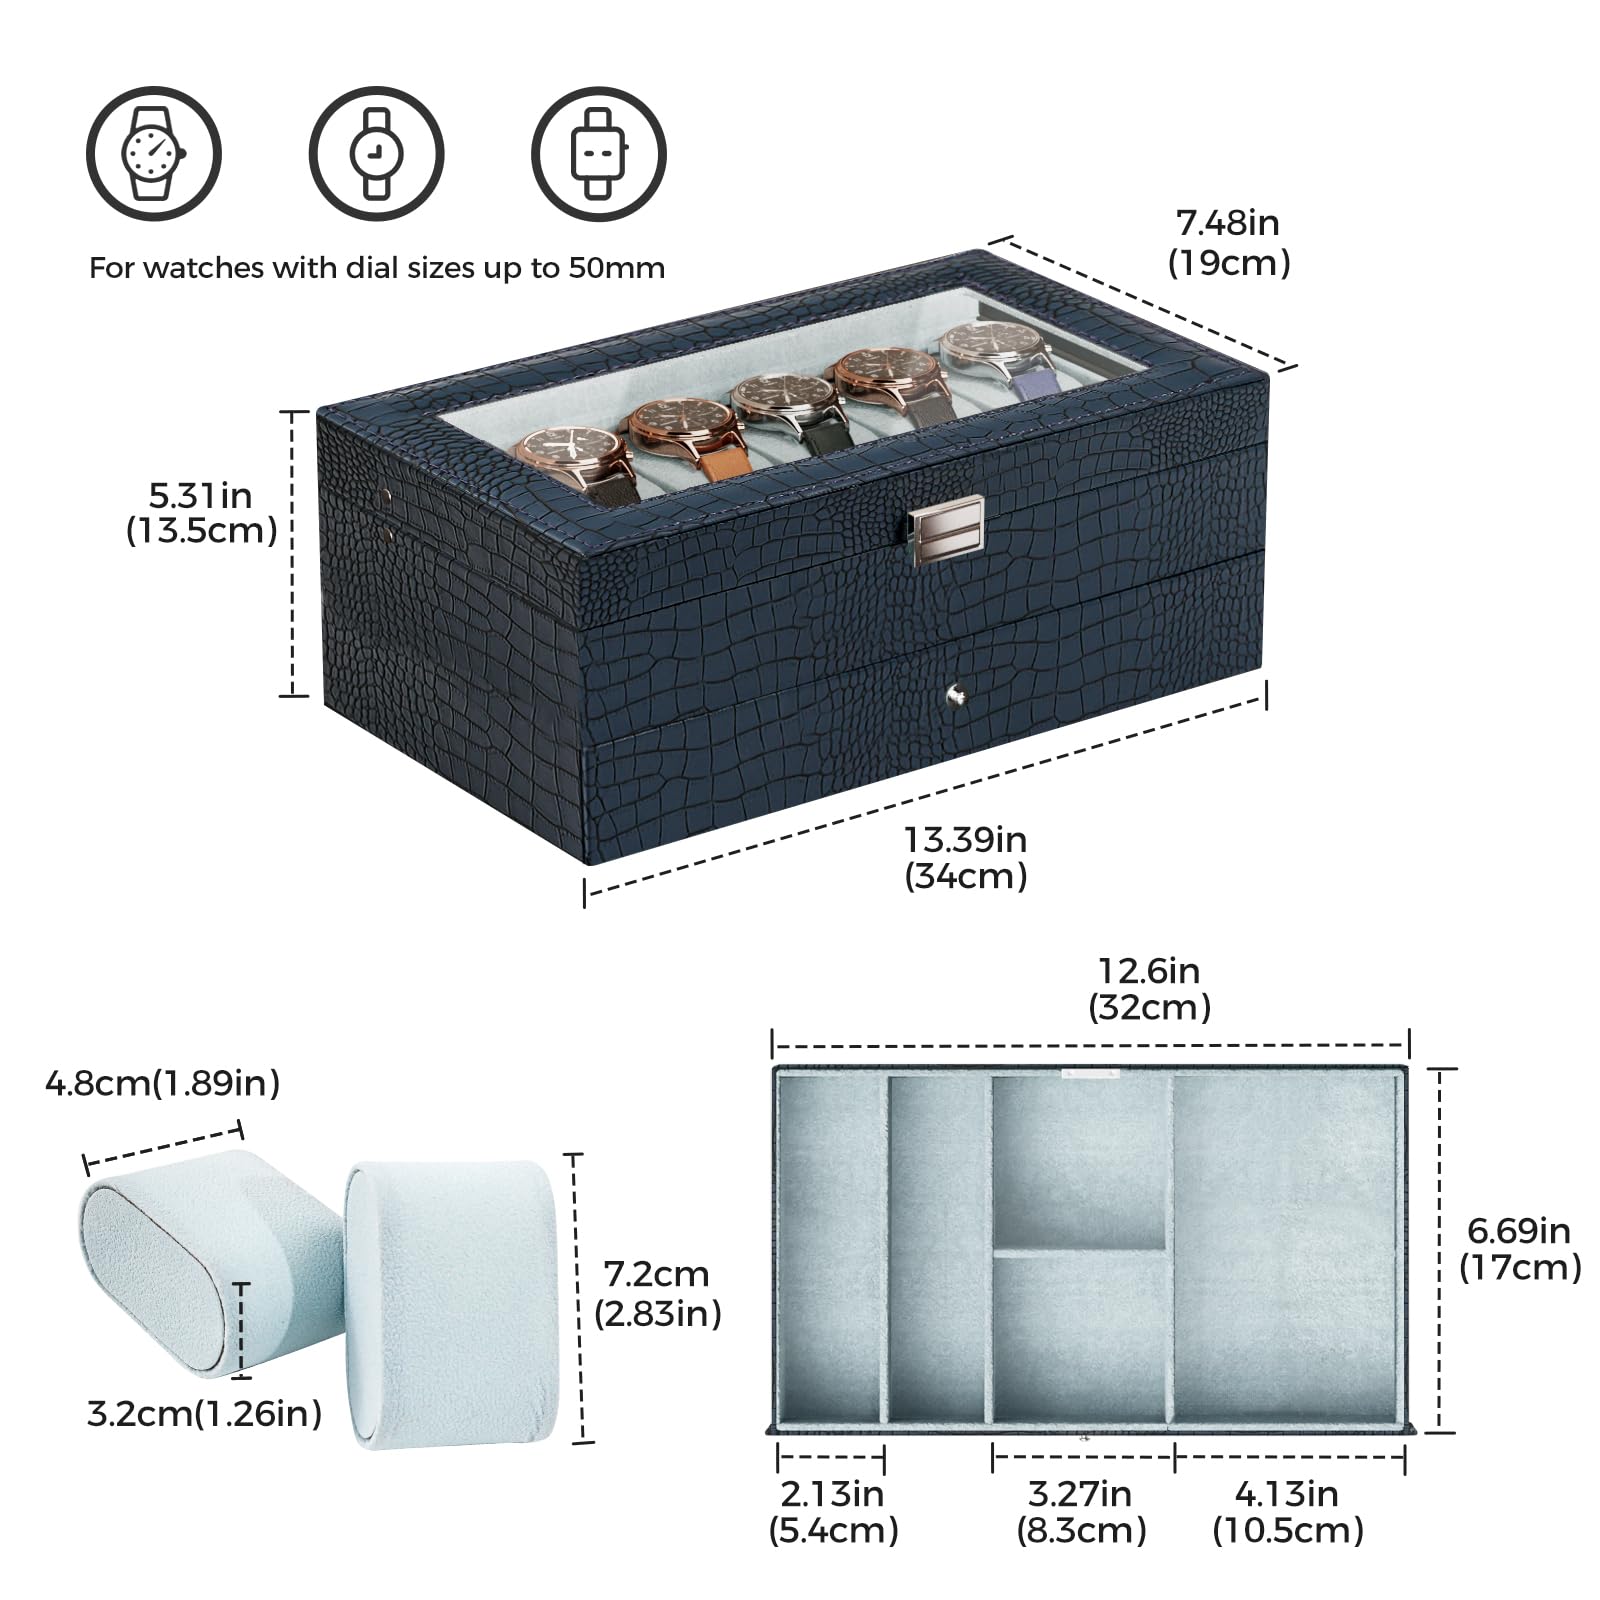 For watches with dial sizes up to 50mm
7.48in
(19cm)
5.31in
(13.5cm)
13.39in
(34cm)
12.6in
(32cm)
4.8cm(1.89in)
7.2cm
(2.83in)
3.2cm(1.26in)
6.69in
(17cm)
2.13in
(5.4cm)
3.27in
(8.3cm)
4.13in
(10.5cm)